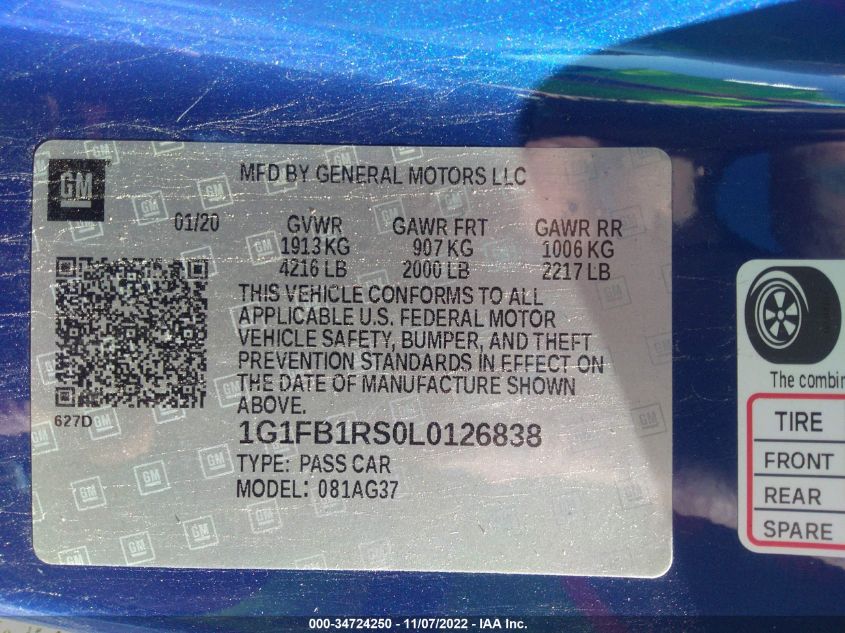 GM
MFD BY GENERAL MOTORS LLC
01/20 GVWR GAWR FRT GAWR RR
1913 KG 907 KG 1006 KG
4216 LB 2000 LB 2217 LB
THIS VEHICLE CONFORMS TO ALL
APPLICABLE U.S. FEDERAL MOTOR
VEHICLE SAFETY, BUMPER, AND THEFT
PREVENTION STANDARDS IN EFFECT ON
THE DATE OF MANUFACTURE SHOWN
ABOVE.
627D
1G1FB1RS0L0126838
TYPE: PASS CAR
MODEL: 081AG37
The combin
TIRE
FRONT
REAR
SPARE
000-34724250 - 11/07/2022 - IAA Inc.